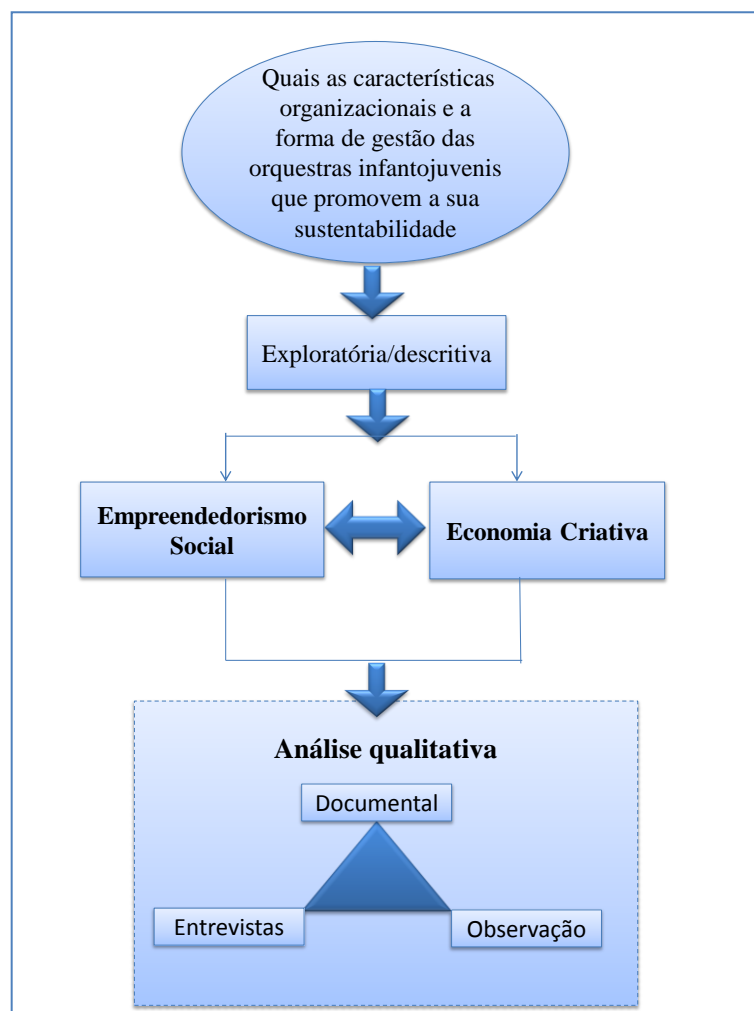 Quais as características
organizacionais e a
forma de gestão das
orquestras infantojuvenis
que promovem a sua
sustentabilidade
Exploratória/descritiva
Empreendedorismo
Social
Economia Criativa
Análise qualitativa
Documental
Entrevistas
Observação